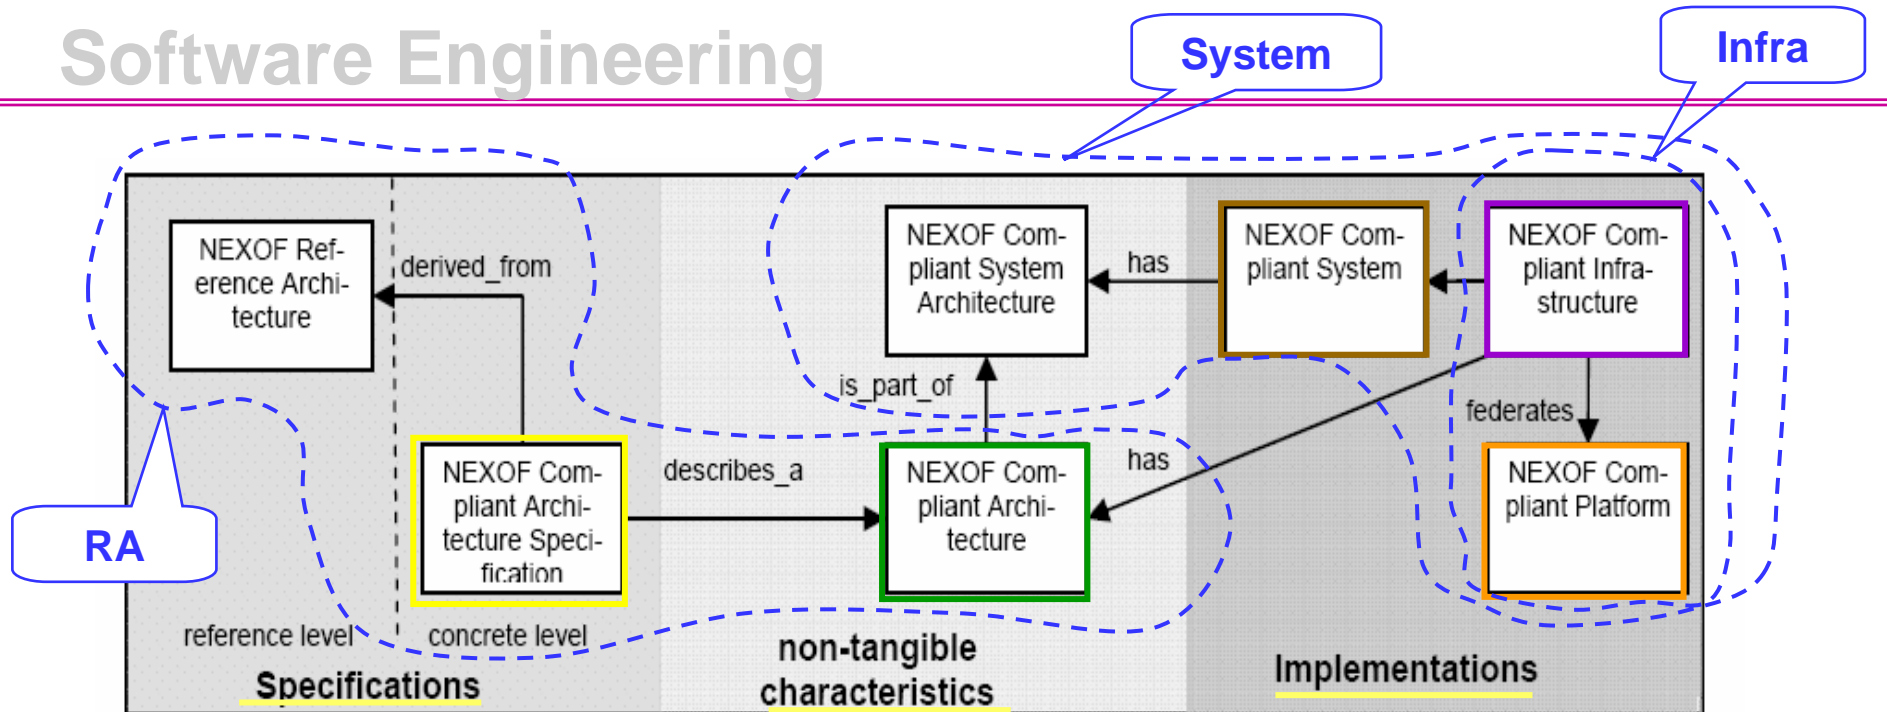 Software Engineering
System
Infra
NEXOF Ref-
erence Archi-
tecture
derived_from
NEXOF Com-
pliant System
Architecture
has
NEXOF Com-
pliant System
NEXOF Com-
pliant Infra-
structure
is_part_of
federates
RA
NEXOF Com-
pliant Archi-
tecture Speci-
fication
describes_a
NEXOF Com-
pliant Archi-
tecture
has
NEXOF Com-
pliant Platform
reference level
concrete level
Specifications
non-tangible
characteristics
Implementations